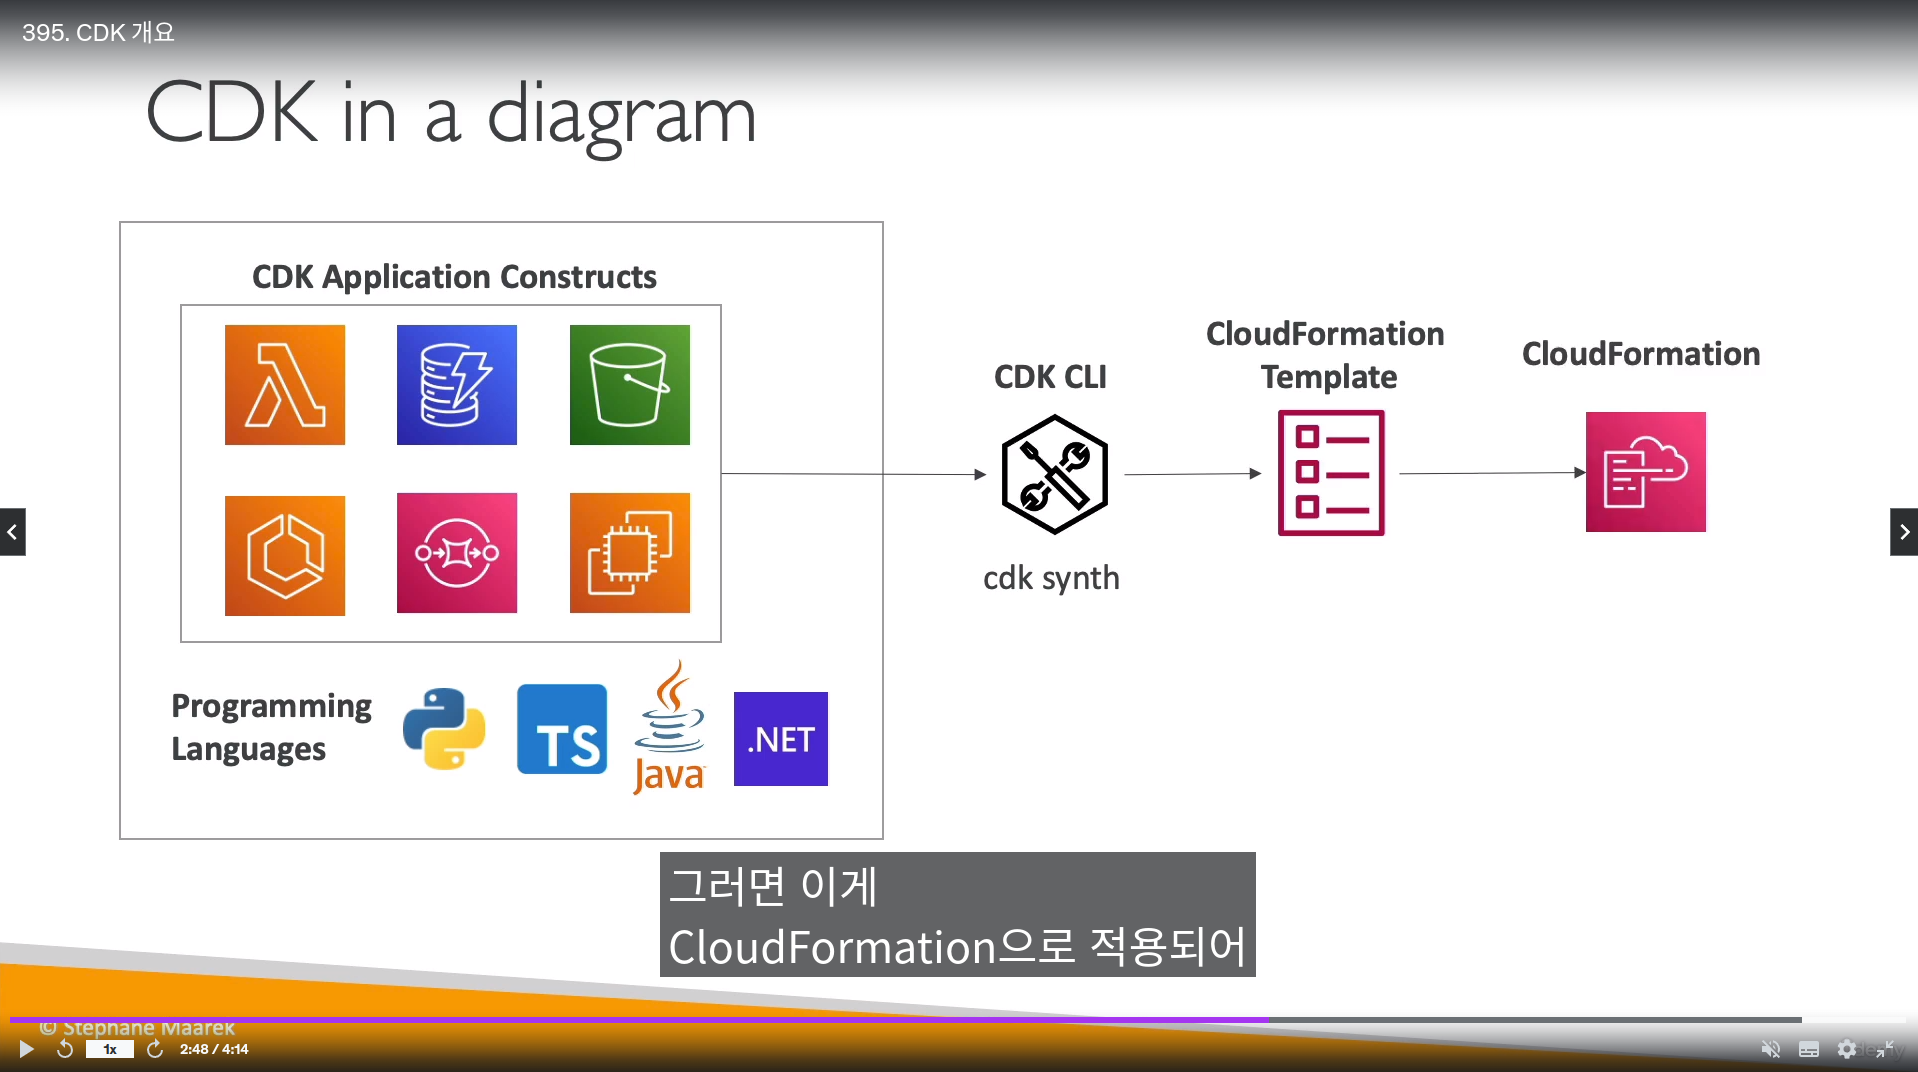 395. CDK 개요
CDK in a diagram
CDK Application Constructs
Programming
Languages
TS
Java
.NET
CDK CLI
cdk synth
CloudFormation
Template
CloudFormation
그러면 이게
CloudFormation으로 적용되어
© Stephane Maarek
1x
2:48 / 4:14